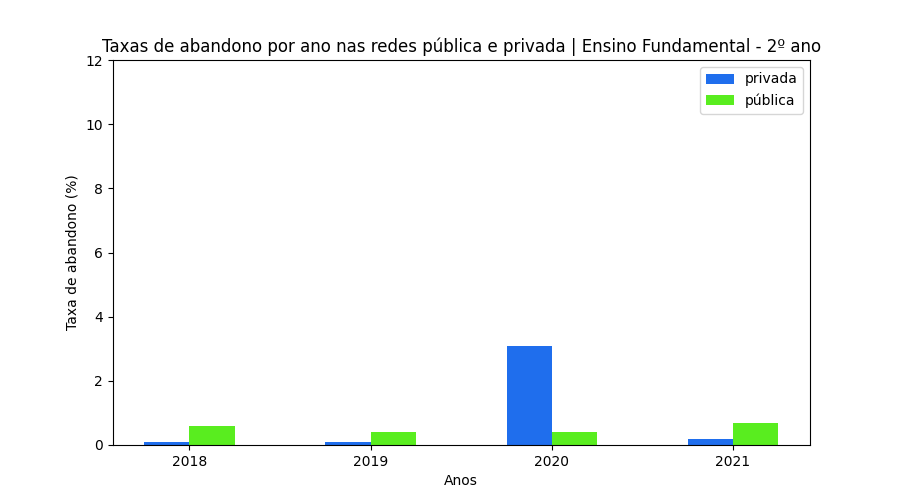 Taxas de abandono por ano nas redes pública e privada | Ensino Fundamental - 2º ano
privada
pública
Taxa de abandono (%)
12
10
8
6
4
2
0
2018 2019 2020 2021
Anos